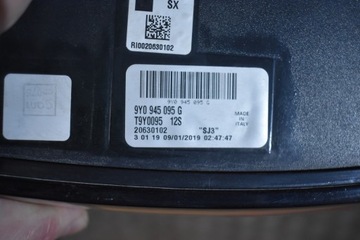 SX
RI0020630102
9Y0 945 095 G
9Y0 945 095 G
T9Y0095 12S
MADE IN ITALY
20630102 "SJ3"
3 01 19 09/01/2019 02:47:47